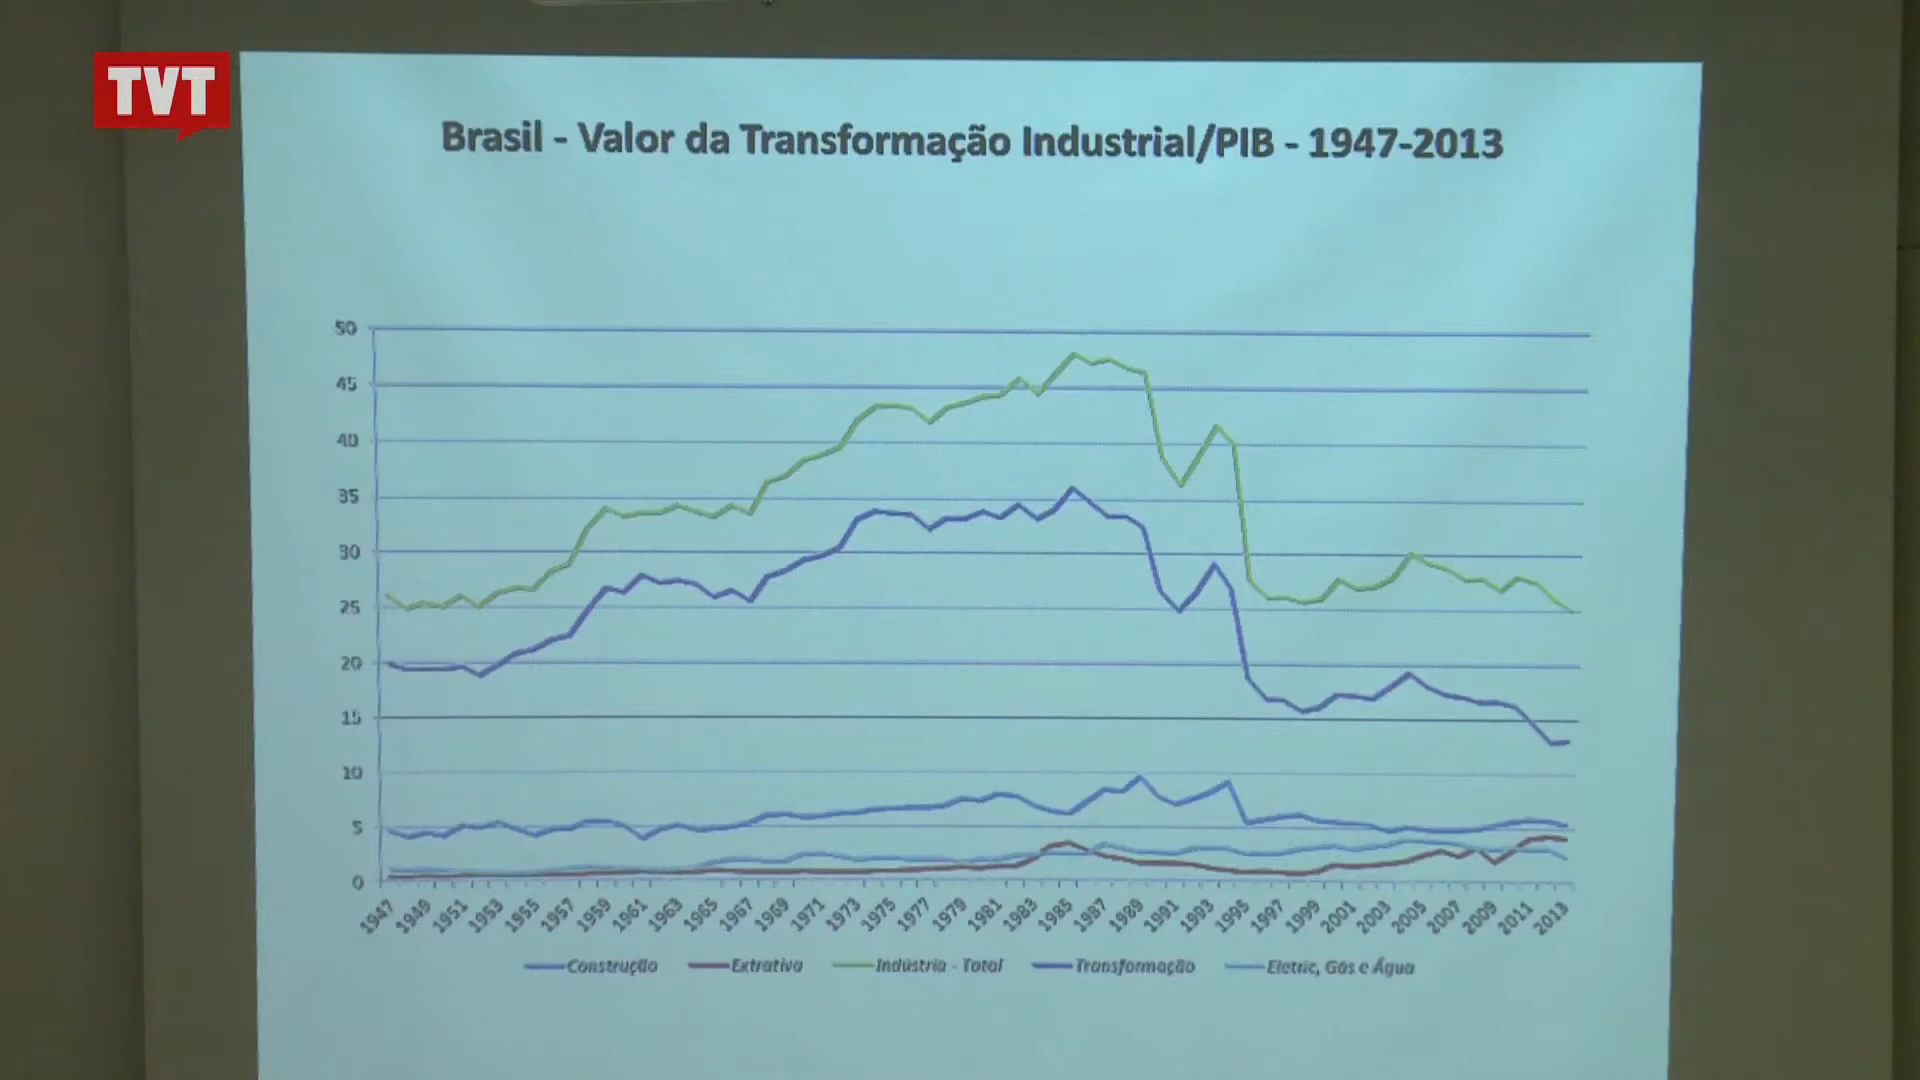 TVT
Brasil - Valor da Transformação Industrial/PIB - 1947-2013
50
45
40
35
30
25
20
15
10
5
0
1947 1949 1951 1953 1955 1957 1959 1961 1963 1965 1967 1969 1971 1973 1975 1977 1979 1981 1983 1985 1987 1989 1991 1993 1995 1997 1999 2001 2003 2005 2007 2009 2011 2013
Construção Extrativa Indústria - Total Transformação Eletric, Gás e Água